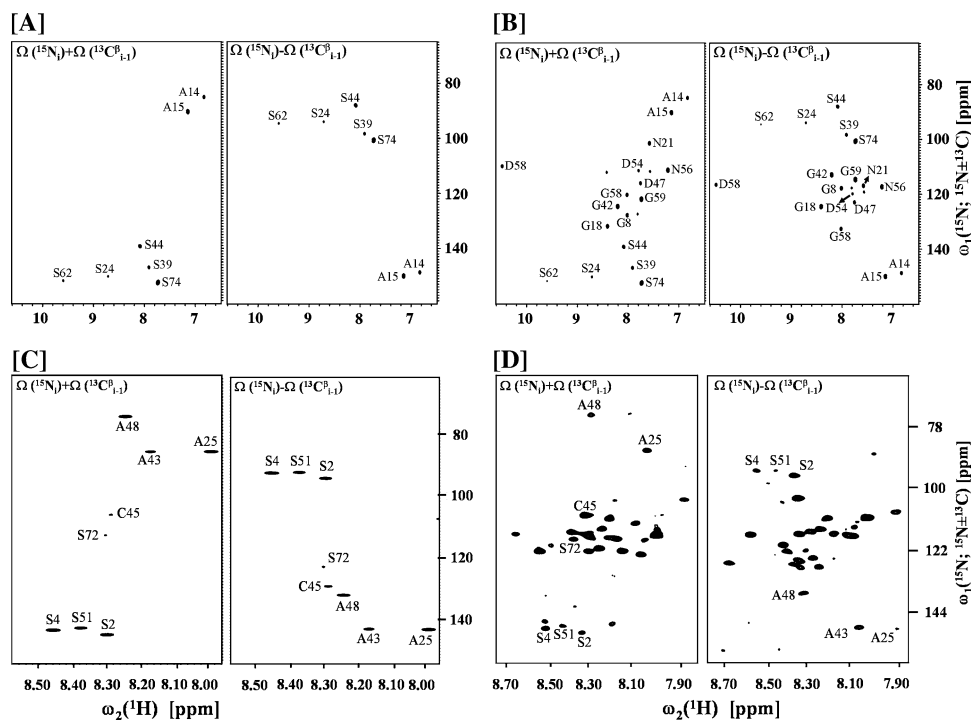 [A]
Ω (¹⁵Nᵢ)+Ω (¹³Cᵝᵢ₋₁)
A14
A15
S44
S62
S24
S39
S74
10 9 8 7
Ω (¹⁵Nᵢ)-Ω (¹³Cᵝᵢ₋₁)
S44
S62
S24
S39
S74
A14
A15
10 9 8 7
80
100
120
140
[B]
Ω (¹⁵Nᵢ)+Ω (¹³Cᵝᵢ₋₁)
A14
A15
N21
D58
D54
N56
D47
G58
G59
G42
G8
G18
S44
S62
S24
S39
S74
10 9 8 7
Ω (¹⁵Nᵢ)-Ω (¹³Cᵝᵢ₋₁)
S44
S62
S24
S39
S74
G42
G59
N21
D58
G8
N56
G18
D54
D47
G58
A14
A15
10 9 8 7
80
100
120
140
ω₁(¹⁵N; ¹⁵N±¹³C) [ppm]
[C]
Ω (¹⁵Nᵢ)+Ω (¹³Cᵝᵢ₋₁)
A48
A43
A25
C45
S72
S4
S51
S2
8.50 8.40 8.30 8.20 8.10 8.00
Ω (¹⁵Nᵢ)-Ω (¹³Cᵝᵢ₋₁)
S4
S51
S2
S72
C45
A48
A43
A25
8.50 8.40 8.30 8.20 8.10 8.00
80
100
120
140
ω₂(¹H) [ppm]
[D]
Ω (¹⁵Nᵢ)+Ω (¹³Cᵝᵢ₋₁)
A48
A25
C45
S72
S4
S51
S2
8.70 8.50 8.30 8.10 7.90
Ω (¹⁵Nᵢ)-Ω (¹³Cᵝᵢ₋₁)
S4
S51
S2
A48
A43
A25
8.70 8.50 8.30 8.10 7.90
78
100
122
144
ω₂(¹H) [ppm]
ω₁(¹⁵N; ¹⁵N±¹³C) [ppm]